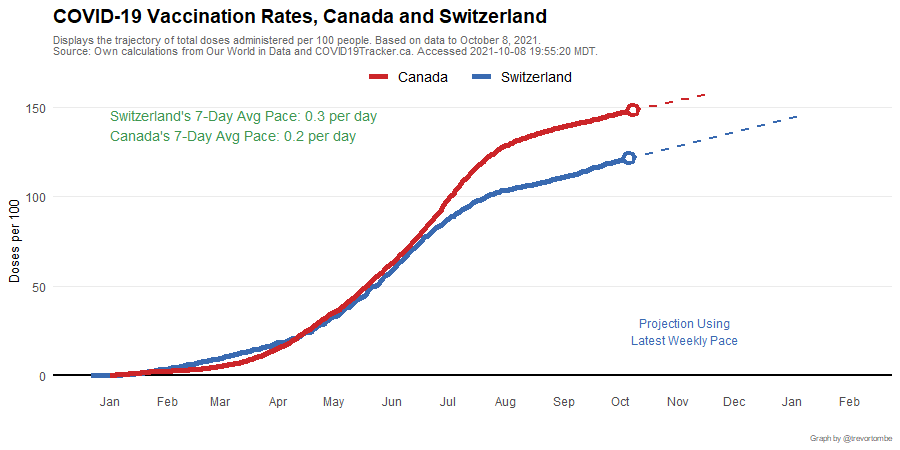 COVID-19 Vaccination Rates, Canada and Switzerland
Displays the trajectory of total doses administered per 100 people. Based on data to October 8, 2021.
Source: Own calculations from Our World in Data and COVID19Tracker.ca. Accessed 2021-10-08 19:55:20 MDT.
Canada Switzerland
Switzerland's 7-Day Avg Pace: 0.3 per day
Canada's 7-Day Avg Pace: 0.2 per day
Doses per 100
150
100
50
0
Projection Using
Latest Weekly Pace
Jan Feb Mar Apr May Jun Jul Aug Sep Oct Nov Dec Jan Feb
Graph by @trevortombe